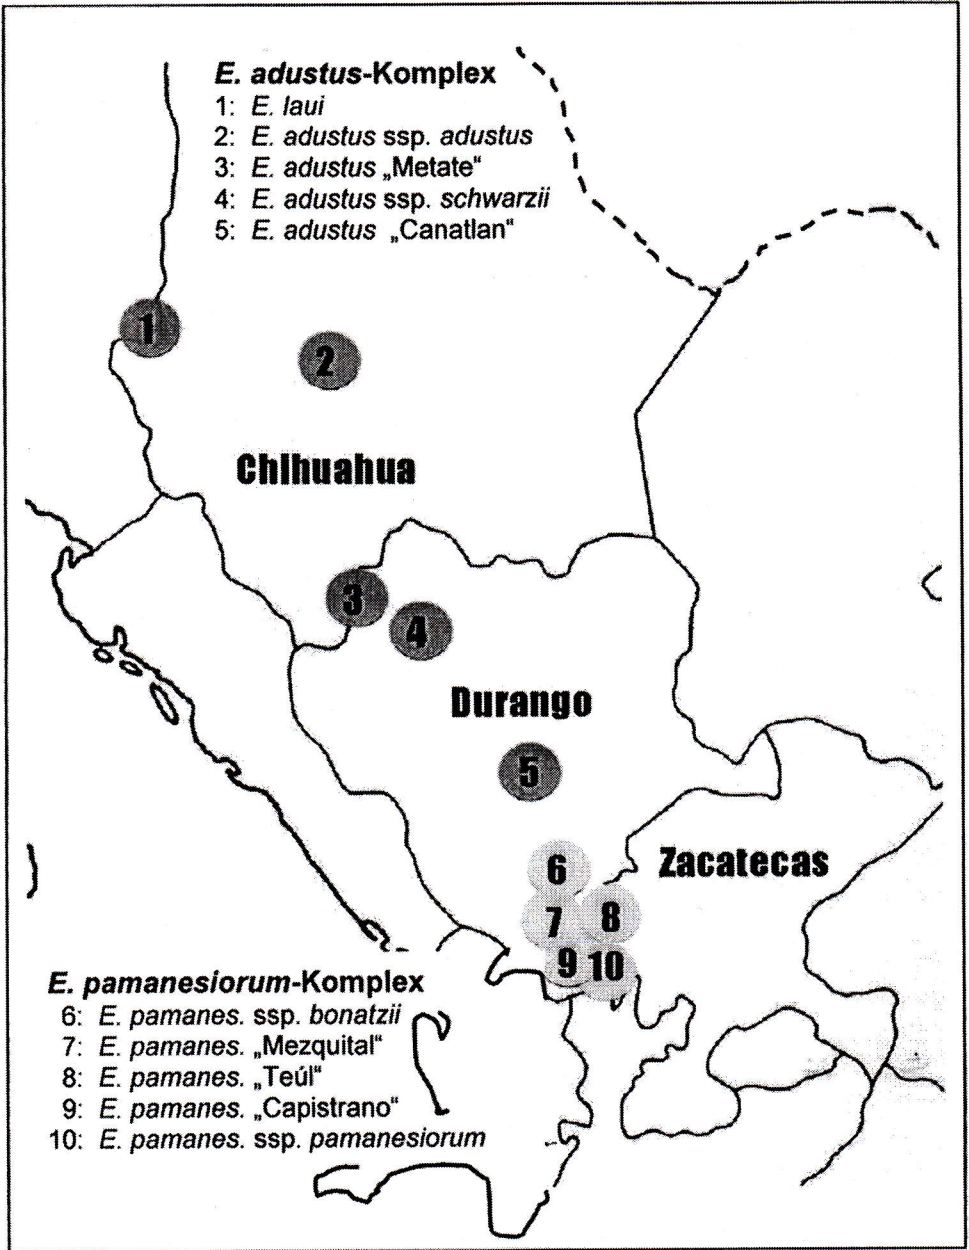 E. adustus-Komplex
1: E. laui
2: E. adustus ssp. adustus
3: E. adustus „Metate“
4: E. adustus ssp. schwarzii
5: E. adustus „Canatlan“
1
2
Chihuahua
3
4
Durango
5
6
Zacatecas
7
8
9
10
E. pamanesiorum-Komplex
6: E. pamanes. ssp. bonatzii
7: E. pamanes. „Mezquital“
8: E. pamanes. „Teúl“
9: E. pamanes. „Capistrano“
10: E. pamanes. ssp. pamanesiorum